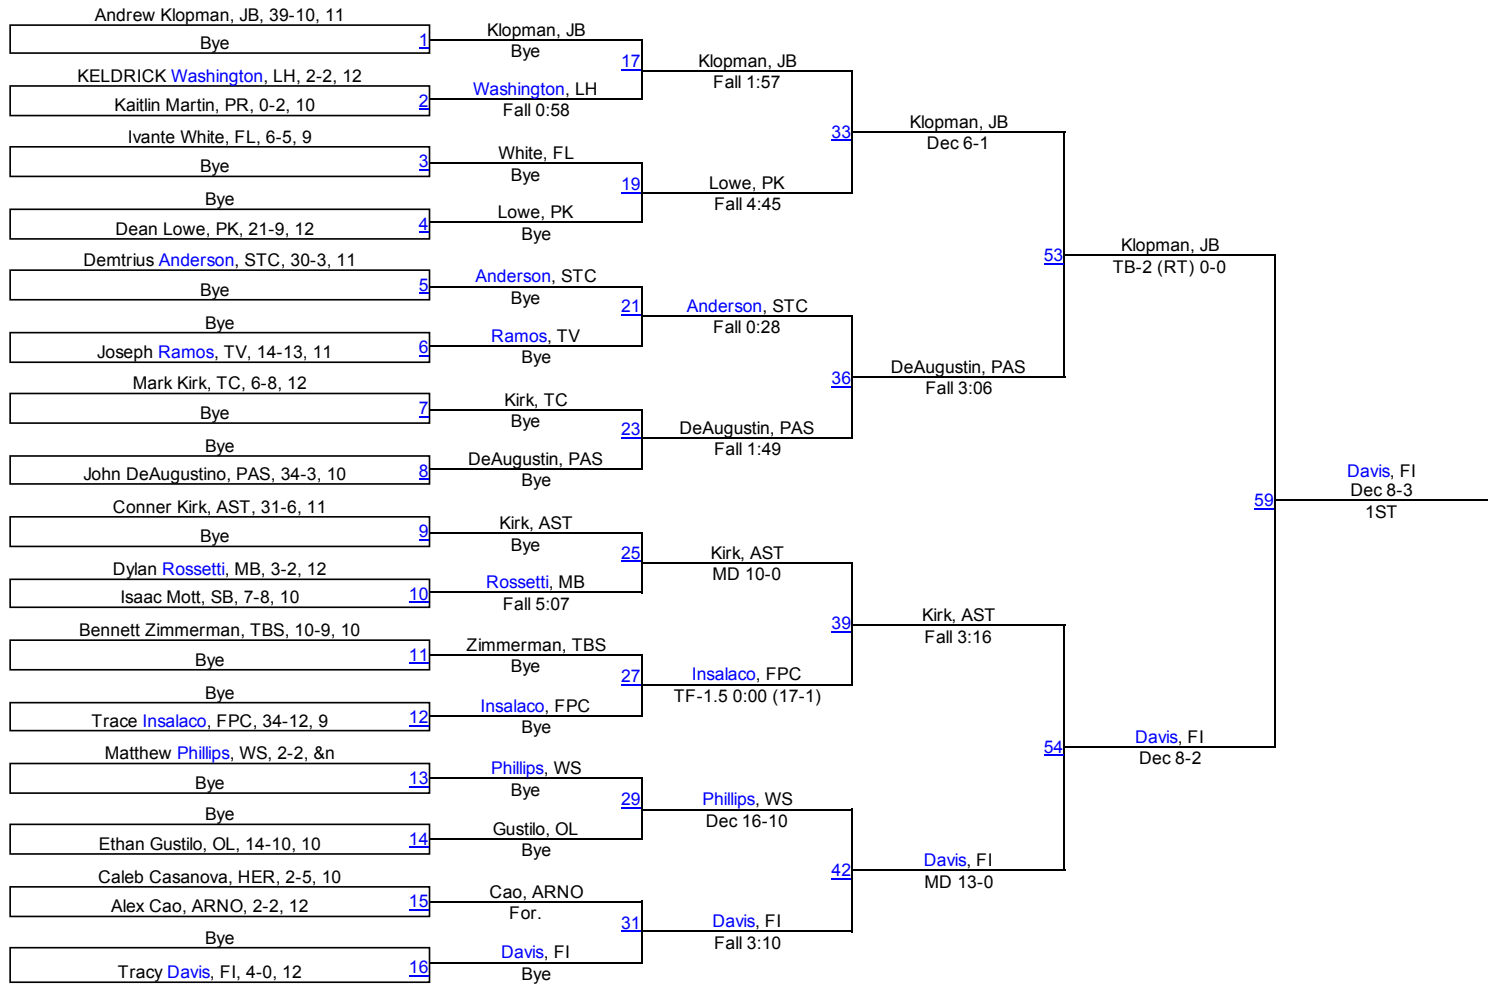 Andrew Klopman, JB, 39-10, 11
Bye
1
KELDRICK Washington, LH, 2-2, 12
Kaitlin Martin, PR, 0-2, 10
2
Ivante White, FL, 6-5, 9
Bye
3
Bye
Dean Lowe, PK, 21-9, 12
4
Demtrius Anderson, STC, 30-3, 11
Bye
5
Bye
Joseph Ramos, TV, 14-13, 11
6
Mark Kirk, TC, 6-8, 12
Bye
7
Bye
John DeAugustino, PAS, 34-3, 10
8
Conner Kirk, AST, 31-6, 11
Bye
9
Dylan Rossetti, MB, 3-2, 12
Isaac Mott, SB, 7-8, 10
10
Bennett Zimmerman, TBS, 10-9, 10
Bye
11
Bye
Trace Insalaco, FPC, 34-12, 9
12
Matthew Phillips, WS, 2-2, &n
Bye
13
Bye
Ethan Gustilo, OL, 14-10, 10
14
Caleb Casanova, HER, 2-5, 10
Alex Cao, ARNO, 2-2, 12
15
Bye
Tracy Davis, FI, 4-0, 12
16
Klopman, JB
Bye
17
Washington, LH
Fall 0:58
White, FL
Bye
19
Lowe, PK
Bye
Anderson, STC
Bye
21
Ramos, TV
Bye
Kirk, TC
Bye
23
DeAugustin, PAS
Bye
Kirk, AST
Bye
25
Rossetti, MB
Fall 5:07
Zimmerman, TBS
Bye
27
Insalaco, FPC
Bye
Phillips, WS
Bye
29
Gustilo, OL
Bye
Cao, ARNO
For.
31
Davis, FI
Bye
Klopman, JB
Fall 1:57
33
Lowe, PK
Fall 4:45
Anderson, STC
Fall 0:28
36
DeAugustin, PAS
Fall 1:49
Kirk, AST
MD 10-0
39
Insalaco, FPC
TF-1.5 0:00 (17-1)
Phillips, WS
Dec 16-10
42
Davis, FI
Fall 3:10
Klopman, JB
Dec 6-1
53
DeAugustin, PAS
Fall 3:06
Kirk, AST
Fall 3:16
54
Davis, FI
MD 13-0
Klopman, JB
TB-2 (RT) 0-0
59
Davis, FI
Dec 8-2
Davis, FI
Dec 8-3
1ST